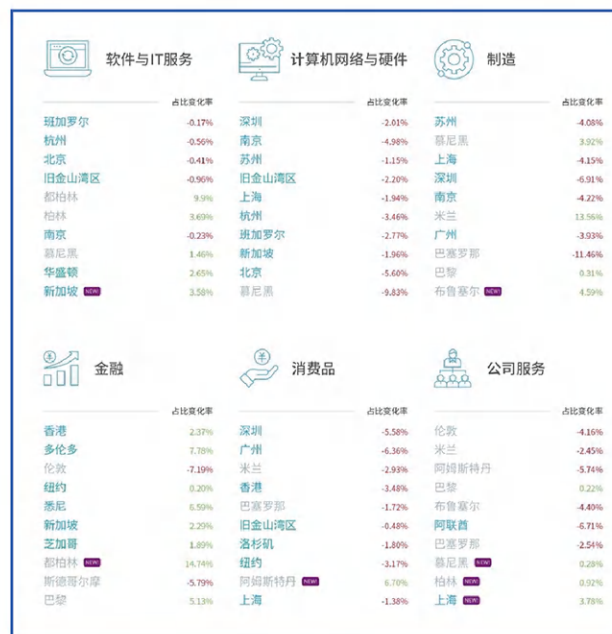 软件与IT服务
占比变化率
班加罗尔 -0.17%
杭州 -0.56%
北京 -0.41%
旧金山湾区 -0.96%
都柏林 9.9%
柏林 3.69%
南京 -0.23%
慕尼黑 1.46%
华盛顿 2.65%
新加坡 NEW! 3.58%
计算机网络与硬件
占比变化率
深圳 -2.01%
南京 -4.98%
苏州 -1.15%
旧金山湾区 -2.20%
上海 -1.94%
杭州 -3.46%
班加罗尔 -2.77%
新加坡 -1.96%
北京 -5.60%
慕尼黑 -9.83%
制造
占比变化率
苏州 -4.08%
慕尼黑 3.92%
上海 -4.15%
深圳 -6.91%
南京 -4.22%
米兰 13.56%
广州 -3.93%
巴塞罗那 -11.46%
巴黎 0.31%
布鲁塞尔 NEW! 4.59%
金融
占比变化率
香港 2.37%
多伦多 7.78%
伦敦 -7.19%
纽约 0.20%
悉尼 6.59%
新加坡 2.29%
芝加哥 1.89%
都柏林 NEW! 14.74%
斯德哥尔摩 -5.79%
巴黎 5.13%
消费品
占比变化率
深圳 -5.58%
广州 -6.36%
米兰 -2.93%
香港 -3.48%
巴塞罗那 -1.72%
旧金山湾区 -0.48%
洛杉矶 -1.80%
纽约 -3.17%
阿姆斯特丹 NEW! 6.70%
上海 -1.38%
公司服务
占比变化率
伦敦 -4.16%
米兰 -2.45%
阿姆斯特丹 -5.74%
巴黎 0.22%
布鲁塞尔 -4.40%
阿联酋 -6.71%
巴塞罗那 -2.54%
慕尼黑 NEW! 0.28%
柏林 NEW! 0.92%
上海 NEW! 3.78%